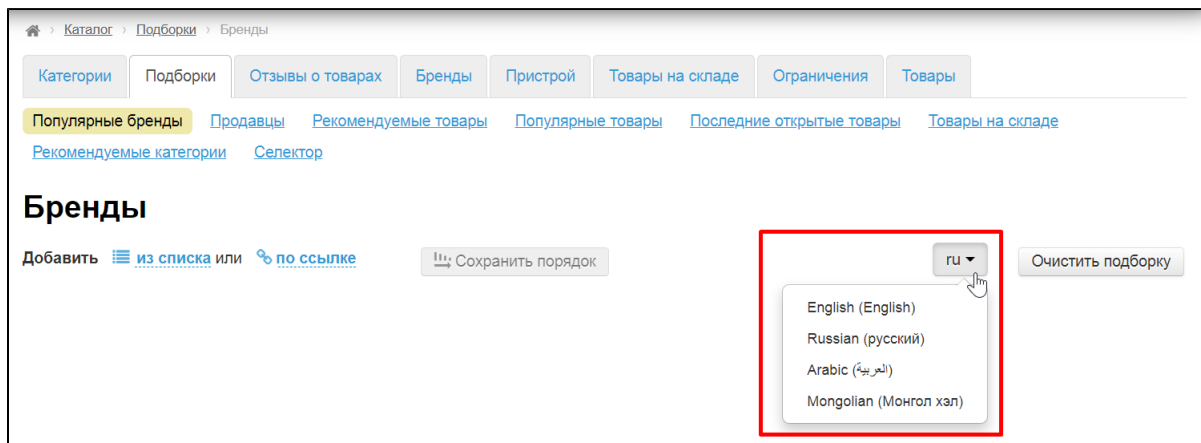 Каталог › Подборки › Бренды
Категории Подборки Отзывы о товарах Бренды Пристрой Товары на складе Ограничения Товары
Популярные бренды Продавцы Рекомендуемые товары Популярные товары Последние открытые товары Товары на складе
Рекомендуемые категории Селектор
Бренды
Добавить из списка или по ссылке Сохранить порядок ru Очистить подборку
English (English)
Russian (русский)
Arabic (العربية)
Mongolian (Монгол хэл)